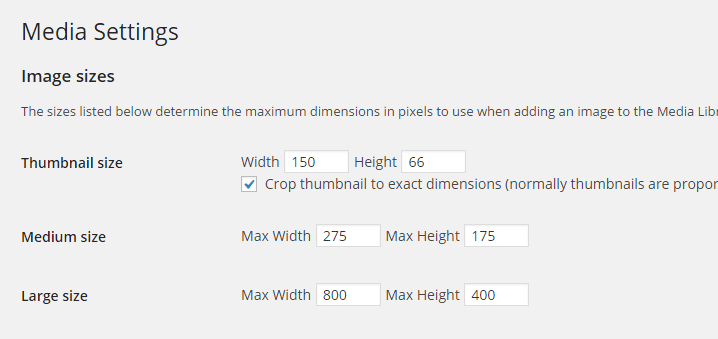 Media Settings
Image sizes
The sizes listed below determine the maximum dimensions in pixels to use when adding an image to the Media Libr
Thumbnail size Width 150 Height 66
Crop thumbnail to exact dimensions (normally thumbnails are propor
Medium size Max Width 275 Max Height 175
Large size Max Width 800 Max Height 400